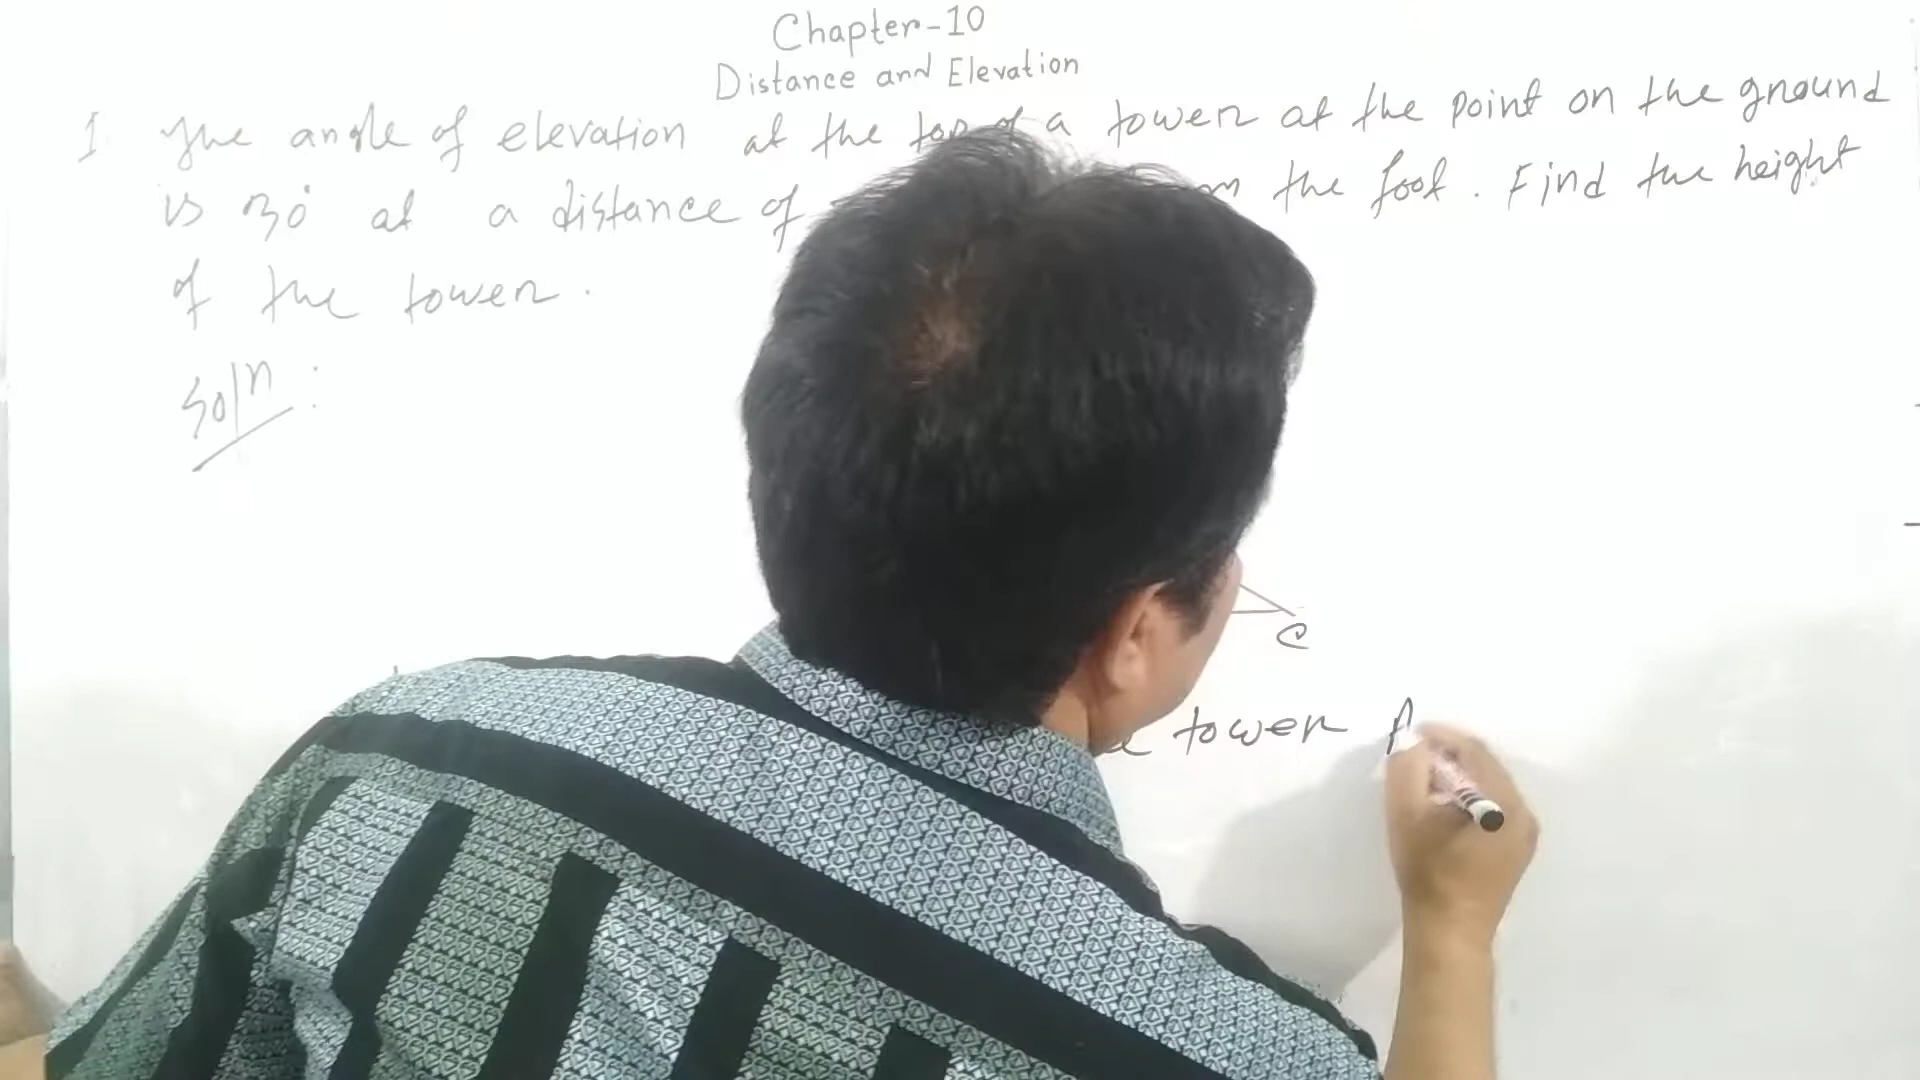 Chapter-10
Distance and Elevation
1 The angle of elevation at the top of a tower at the point on the ground
is 30° at a distance of the foot. Find the height
of the tower.
Soln:
C
tower A